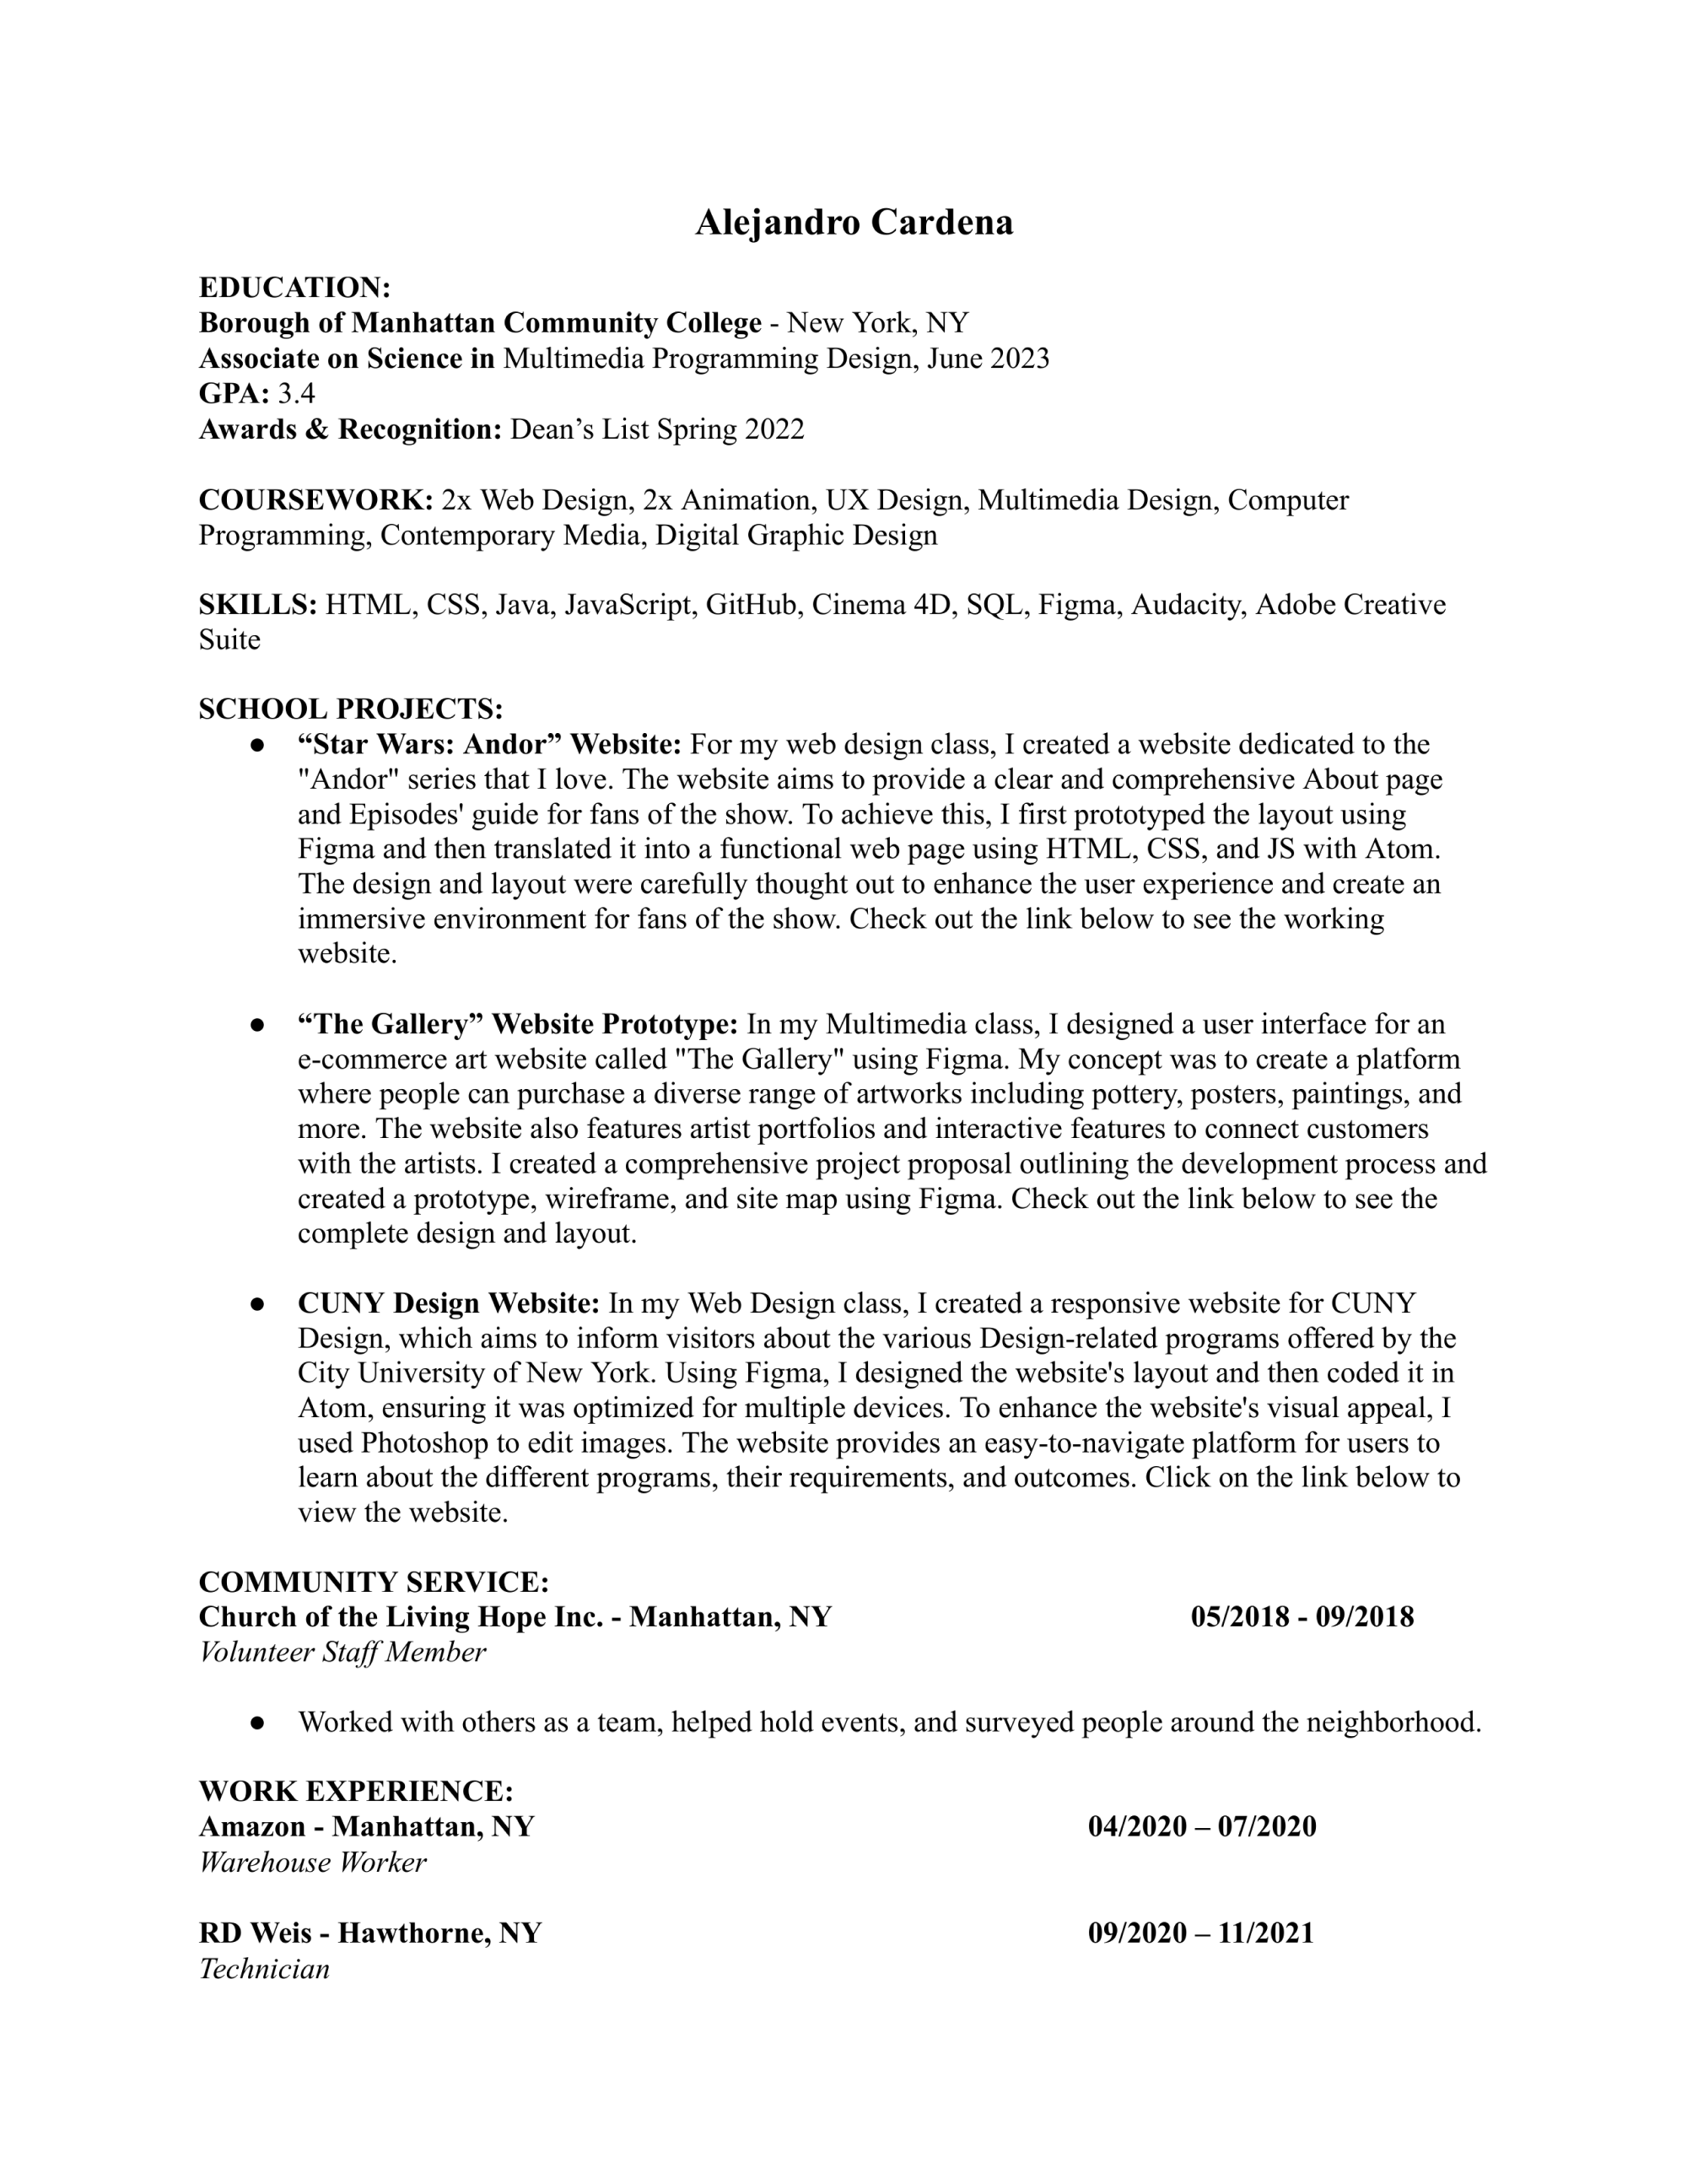 Alejandro Cardena
EDUCATION:
Borough of Manhattan Community College - New York, NY
Associate on Science in Multimedia Programming Design, June 2023
GPA: 3.4
Awards & Recognition: Dean’s List Spring 2022
COURSEWORK: 2x Web Design, 2x Animation, UX Design, Multimedia Design, Computer
Programming, Contemporary Media, Digital Graphic Design
SKILLS: HTML, CSS, Java, JavaScript, GitHub, Cinema 4D, SQL, Figma, Audacity, Adobe Creative
Suite
SCHOOL PROJECTS:
● “Star Wars: Andor” Website: For my web design class, I created a website dedicated to the
"Andor" series that I love. The website aims to provide a clear and comprehensive About page
and Episodes' guide for fans of the show. To achieve this, I first prototyped the layout using
Figma and then translated it into a functional web page using HTML, CSS, and JS with Atom.
The design and layout were carefully thought out to enhance the user experience and create an
immersive environment for fans of the show. Check out the link below to see the working
website.
● “The Gallery” Website Prototype: In my Multimedia class, I designed a user interface for an
e-commerce art website called "The Gallery" using Figma. My concept was to create a platform
where people can purchase a diverse range of artworks including pottery, posters, paintings, and
more. The website also features artist portfolios and interactive features to connect customers
with the artists. I created a comprehensive project proposal outlining the development process and
created a prototype, wireframe, and site map using Figma. Check out the link below to see the
complete design and layout.
● CUNY Design Website: In my Web Design class, I created a responsive website for CUNY
Design, which aims to inform visitors about the various Design-related programs offered by the
City University of New York. Using Figma, I designed the website's layout and then coded it in
Atom, ensuring it was optimized for multiple devices. To enhance the website's visual appeal, I
used Photoshop to edit images. The website provides an easy-to-navigate platform for users to
learn about the different programs, their requirements, and outcomes. Click on the link below to
view the website.
COMMUNITY SERVICE:
Church of the Living Hope Inc. - Manhattan, NY 05/2018 - 09/2018
Volunteer Staff Member
● Worked with others as a team, helped hold events, and surveyed people around the neighborhood.
WORK EXPERIENCE:
Amazon - Manhattan, NY 04/2020 – 07/2020
Warehouse Worker
RD Weis - Hawthorne, NY 09/2020 – 11/2021
Technician